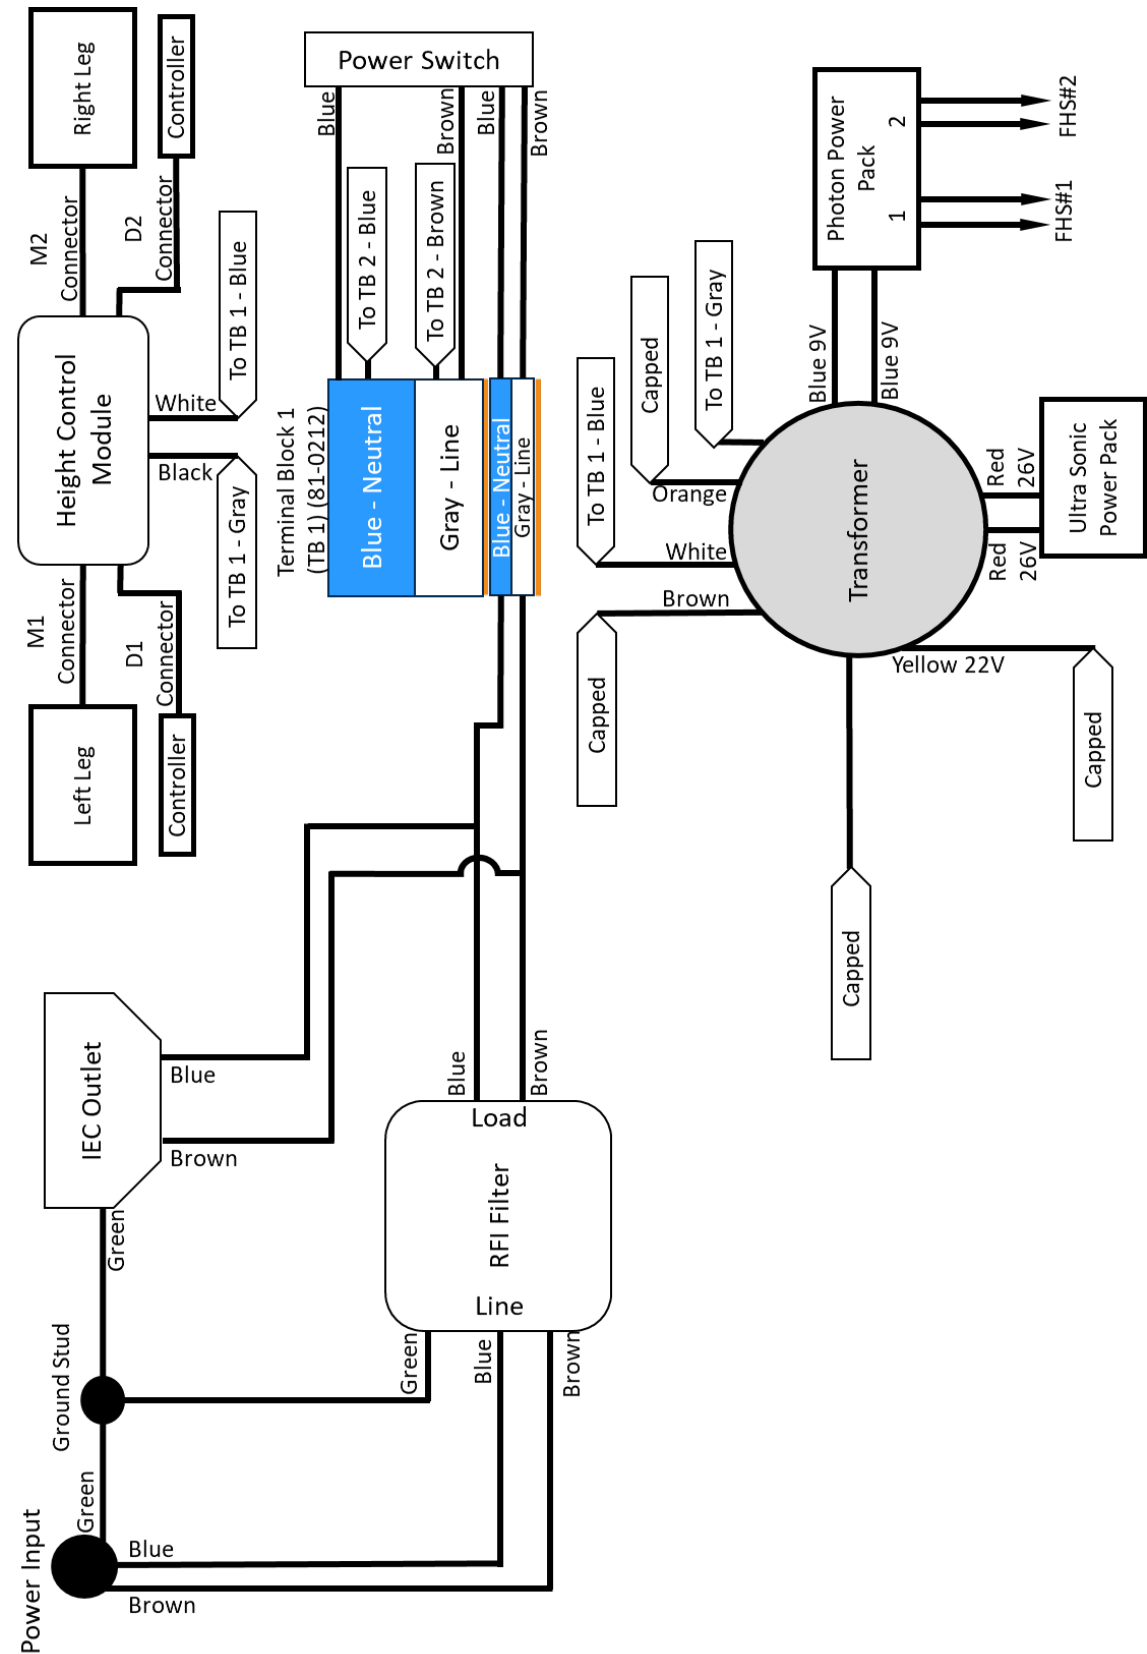 Right Leg
Controller
M2
Connector
D2
Connector
Height Control
Module
White
To TB 1 - Blue
Black
To TB 1 - Gray
M1
Connector
D1
Connector
Left Leg
Controller
Power Switch
Blue
Brown
Blue
Brown
To TB 2 - Blue
To TB 2 - Brown
Terminal Block 1
(TB 1) (81-0212)
Blue - Neutral
Gray - Line
Blue - Neutral
Gray - Line
Photon Power
Pack
1
2
FHS#1
FHS#2
Blue 9V
Blue 9V
To TB 1 - Gray
Capped
Orange
To TB 1 - Blue
White
Brown
Capped
Transformer
Red
26V
Red
26V
Ultra Sonic
Power Pack
Yellow 22V
Capped
Capped
IEC Outlet
Blue
Brown
Green
Blue
Brown
Load
RFI Filter
Line
Green
Blue
Brown
Ground Stud
Green
Power Input
Blue
Brown